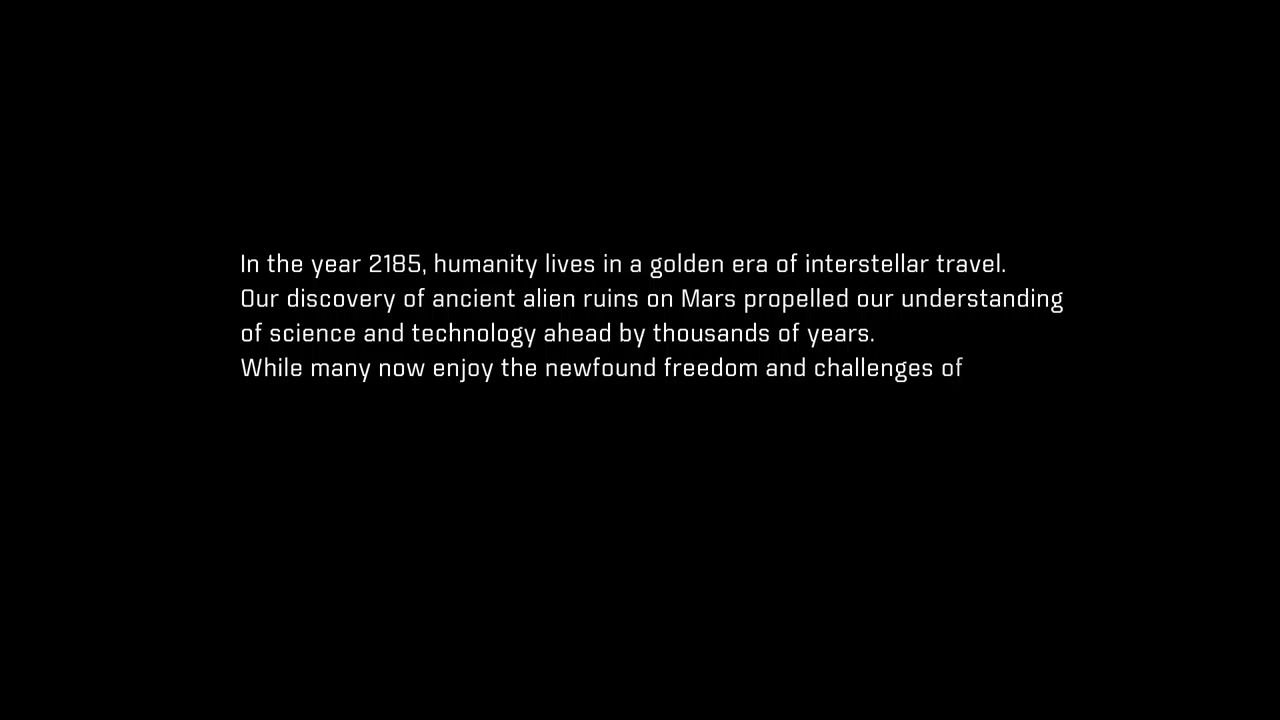 In the year 2185, humanity lives in a golden era of interstellar travel.
Our discovery of ancient alien ruins on Mars propelled our understanding
of science and technology ahead by thousands of years.
While many now enjoy the newfound freedom and challenges of